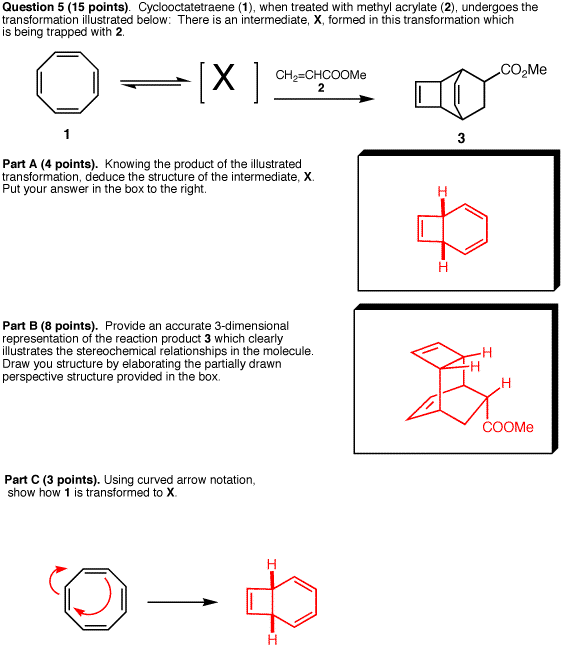 Question 5 (15 points). Cyclooctatetraene (1), when treated with methyl acrylate (2), undergoes the
transformation illustrated below: There is an intermediate, X, formed in this transformation which
is being trapped with 2.
[ X ]
CH2=CHCOOMe
2
CO2Me
1
3
Part A (4 points). Knowing the product of the illustrated
transformation, deduce the structure of the intermediate, X.
Put your answer in the box to the right.
H
H
Part B (8 points). Provide an accurate 3-dimensional
representation of the reaction product 3 which clearly
illustrates the stereochemical relationships in the molecule.
Draw you structure by elaborating the partially drawn
perspective structure provided in the box.
H
H
H
COOMe
Part C (3 points). Using curved arrow notation,
show how 1 is transformed to X.
H
H